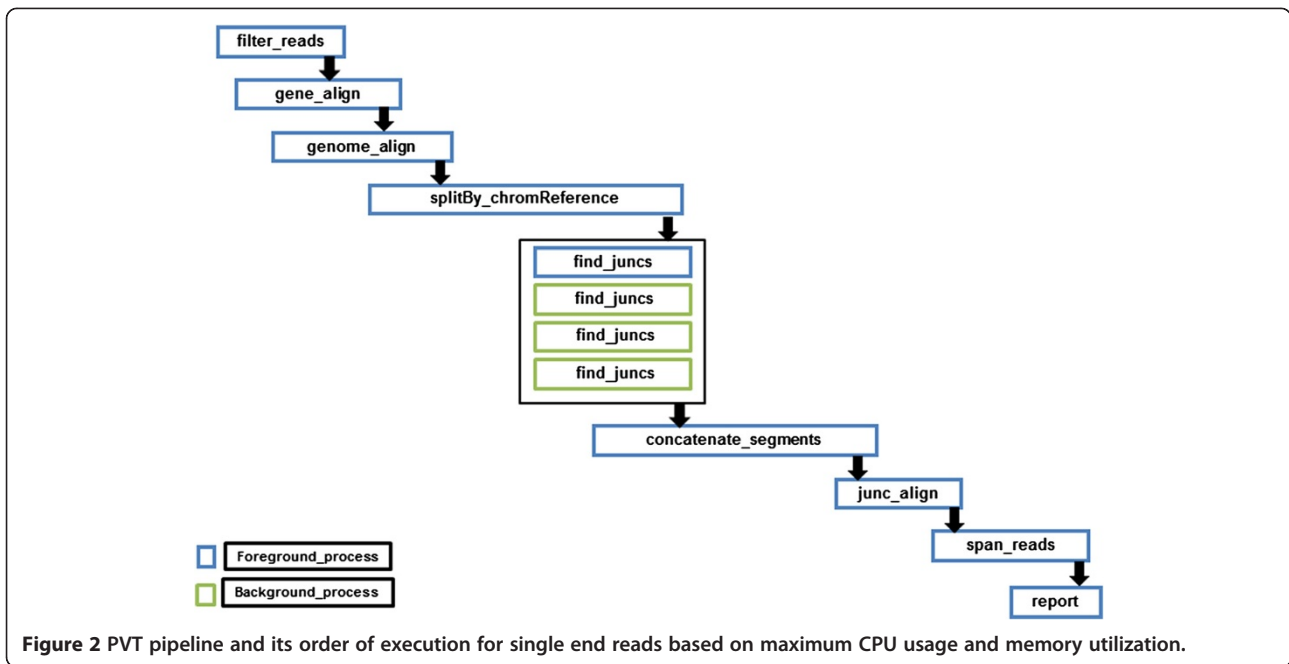 filter_reads
gene_align
genome_align
splitBy_chromReference
find_juncs
find_juncs
find_juncs
find_juncs
concatenate_segments
junc_align
span_reads
report
Foreground_process
Background_process
Figure 2 PVT pipeline and its order of execution for single end reads based on maximum CPU usage and memory utilization.